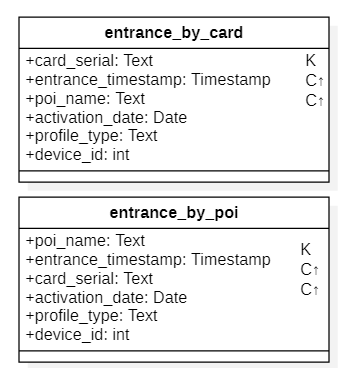 entrance_by_card
+card_serial: Text K
+entrance_timestamp: Timestamp C↑
+poi_name: Text C↑
+activation_date: Date
+profile_type: Text
+device_id: int
entrance_by_poi
+poi_name: Text K
+entrance_timestamp: Timestamp C↑
+card_serial: Text C↑
+activation_date: Date
+profile_type: Text
+device_id: int